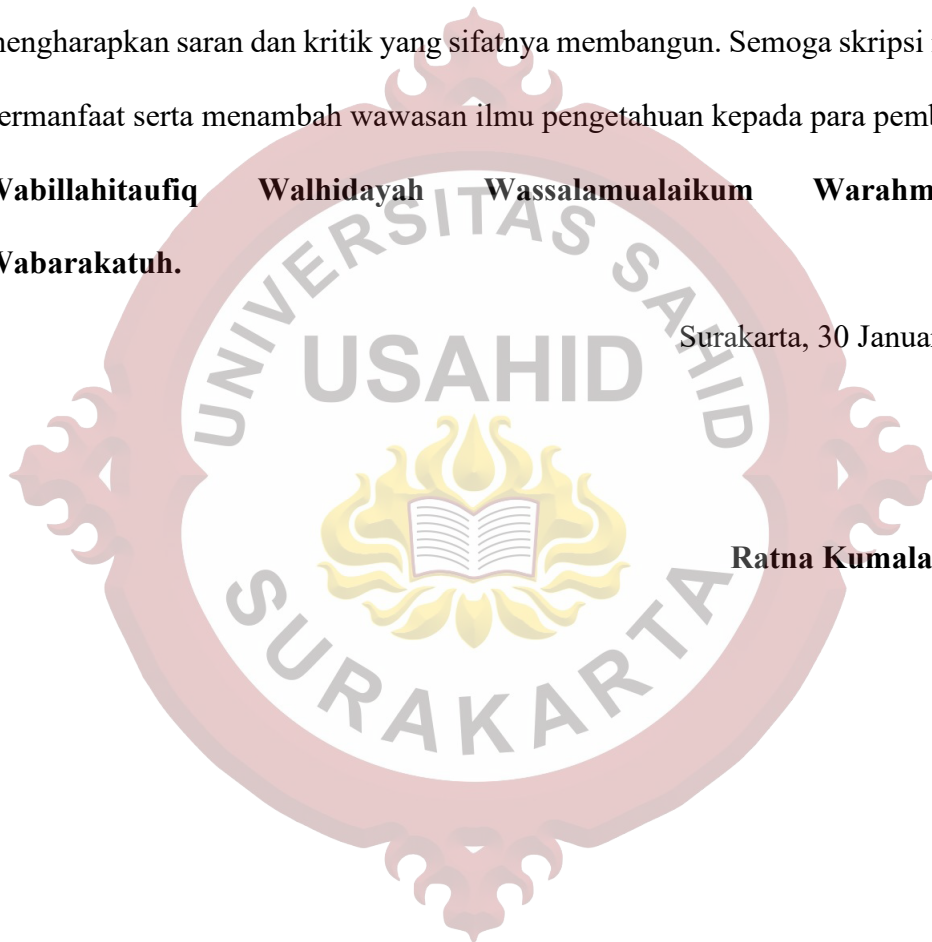 mengharapkan saran dan kritik yang sifatnya membangun. Semoga skripsi
ermanfaat serta menambah wawasan ilmu pengetahuan kepada para pemb
Wabillahitaufiq Walhidayah Wassalamualaikum Warahm
Wabarakatuh.
Surakarta, 30 Januar
Ratna Kumala
UNIVERSITAS SAHID
USAHID
SURAKARTA